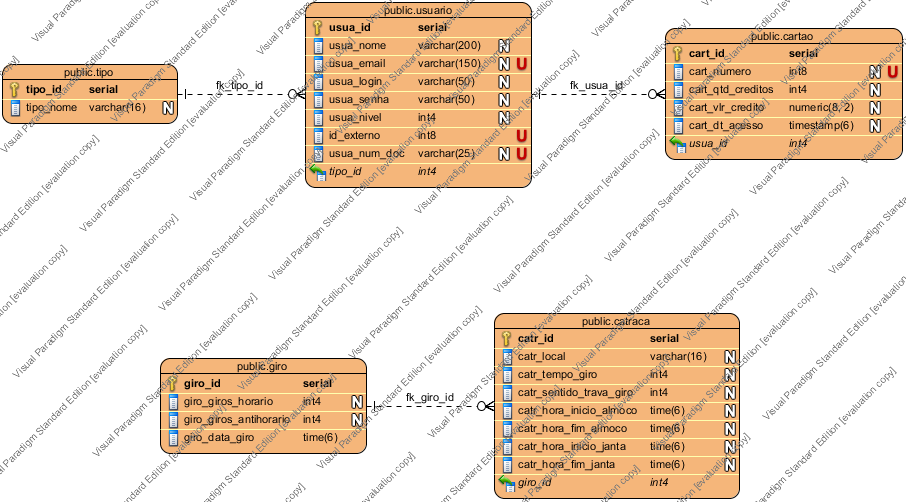 public.tipo
tipo_id serial
tipo_nome varchar(16) N
fk_tipo_id
public.usuario
usua_id serial
usua_nome varchar(200) N
usua_email varchar(150) N U
usua_login varchar(50) N
usua_senha varchar(50) N
usua_nivel int4 N
id_externo int8 U
usua_num_doc varchar(25) N U
tipo_id int4
fk_usua_id
public.cartao
cart_id serial
cart_numero int8 N U
cart_qtd_creditos int4 N
cart_vlr_credito numeric(8, 2) N
cart_dt_acesso timestamp(6) N
usua_id int4
public.giro
giro_id serial
giro_giros_horario int4 N
giro_giros_antihorario int4 N
giro_data_giro time(6)
fk_giro_id
public.catraca
catr_id serial
catr_local varchar(16) N
catr_tempo_giro int4 N
catr_sentido_trava_giro int4 N
catr_hora_inicio_almoco time(6) N
catr_hora_fim_almoco time(6) N
catr_hora_inicio_janta time(6) N
catr_hora_fim_janta time(6) N
giro_id int4
Visual Paradigm Standard Edition [evaluation copy]